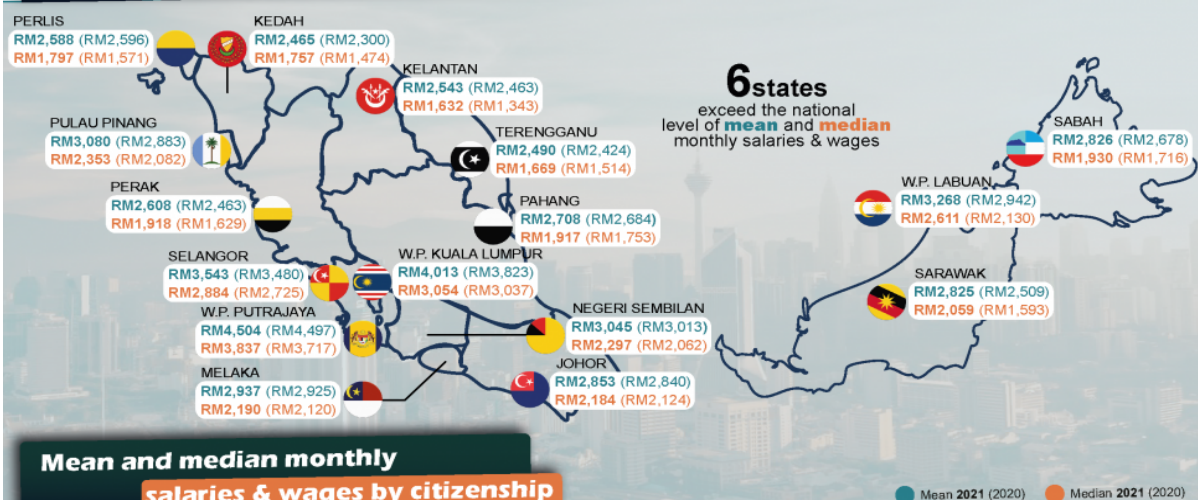 PERLIS
RM2,588 (RM2,596)
RM1,797 (RM1,571)
KEDAH
RM2,465 (RM2,300)
RM1,757 (RM1,474)
KELANTAN
RM2,543 (RM2,463)
RM1,632 (RM1,343)
PULAU PINANG
RM3,080 (RM2,883)
RM2,353 (RM2,082)
TERENGGANU
RM2,490 (RM2,424)
RM1,669 (RM1,514)
PERAK
RM2,608 (RM2,463)
RM1,918 (RM1,629)
PAHANG
RM2,708 (RM2,684)
RM1,917 (RM1,753)
SELANGOR
RM3,543 (RM3,480)
RM2,884 (RM2,725)
W.P. KUALA LUMPUR
RM4,013 (RM3,823)
RM3,054 (RM3,037)
W.P. PUTRAJAYA
RM4,504 (RM4,497)
RM3,837 (RM3,717)
NEGERI SEMBILAN
RM3,045 (RM3,013)
RM2,297 (RM2,062)
MELAKA
RM2,937 (RM2,925)
RM2,190 (RM2,120)
JOHOR
RM2,853 (RM2,840)
RM2,184 (RM2,124)
6states
exceed the national
level of mean and median
monthly salaries & wages
SABAH
RM2,826 (RM2,678)
RM1,930 (RM1,716)
W.P. LABUAN
RM3,268 (RM2,942)
RM2,611 (RM2,130)
SARAWAK
RM2,825 (RM2,509)
RM2,059 (RM1,593)
Mean and median monthly
salaries & wages by citizenship
Mean 2021 (2020)
Median 2021 (2020)